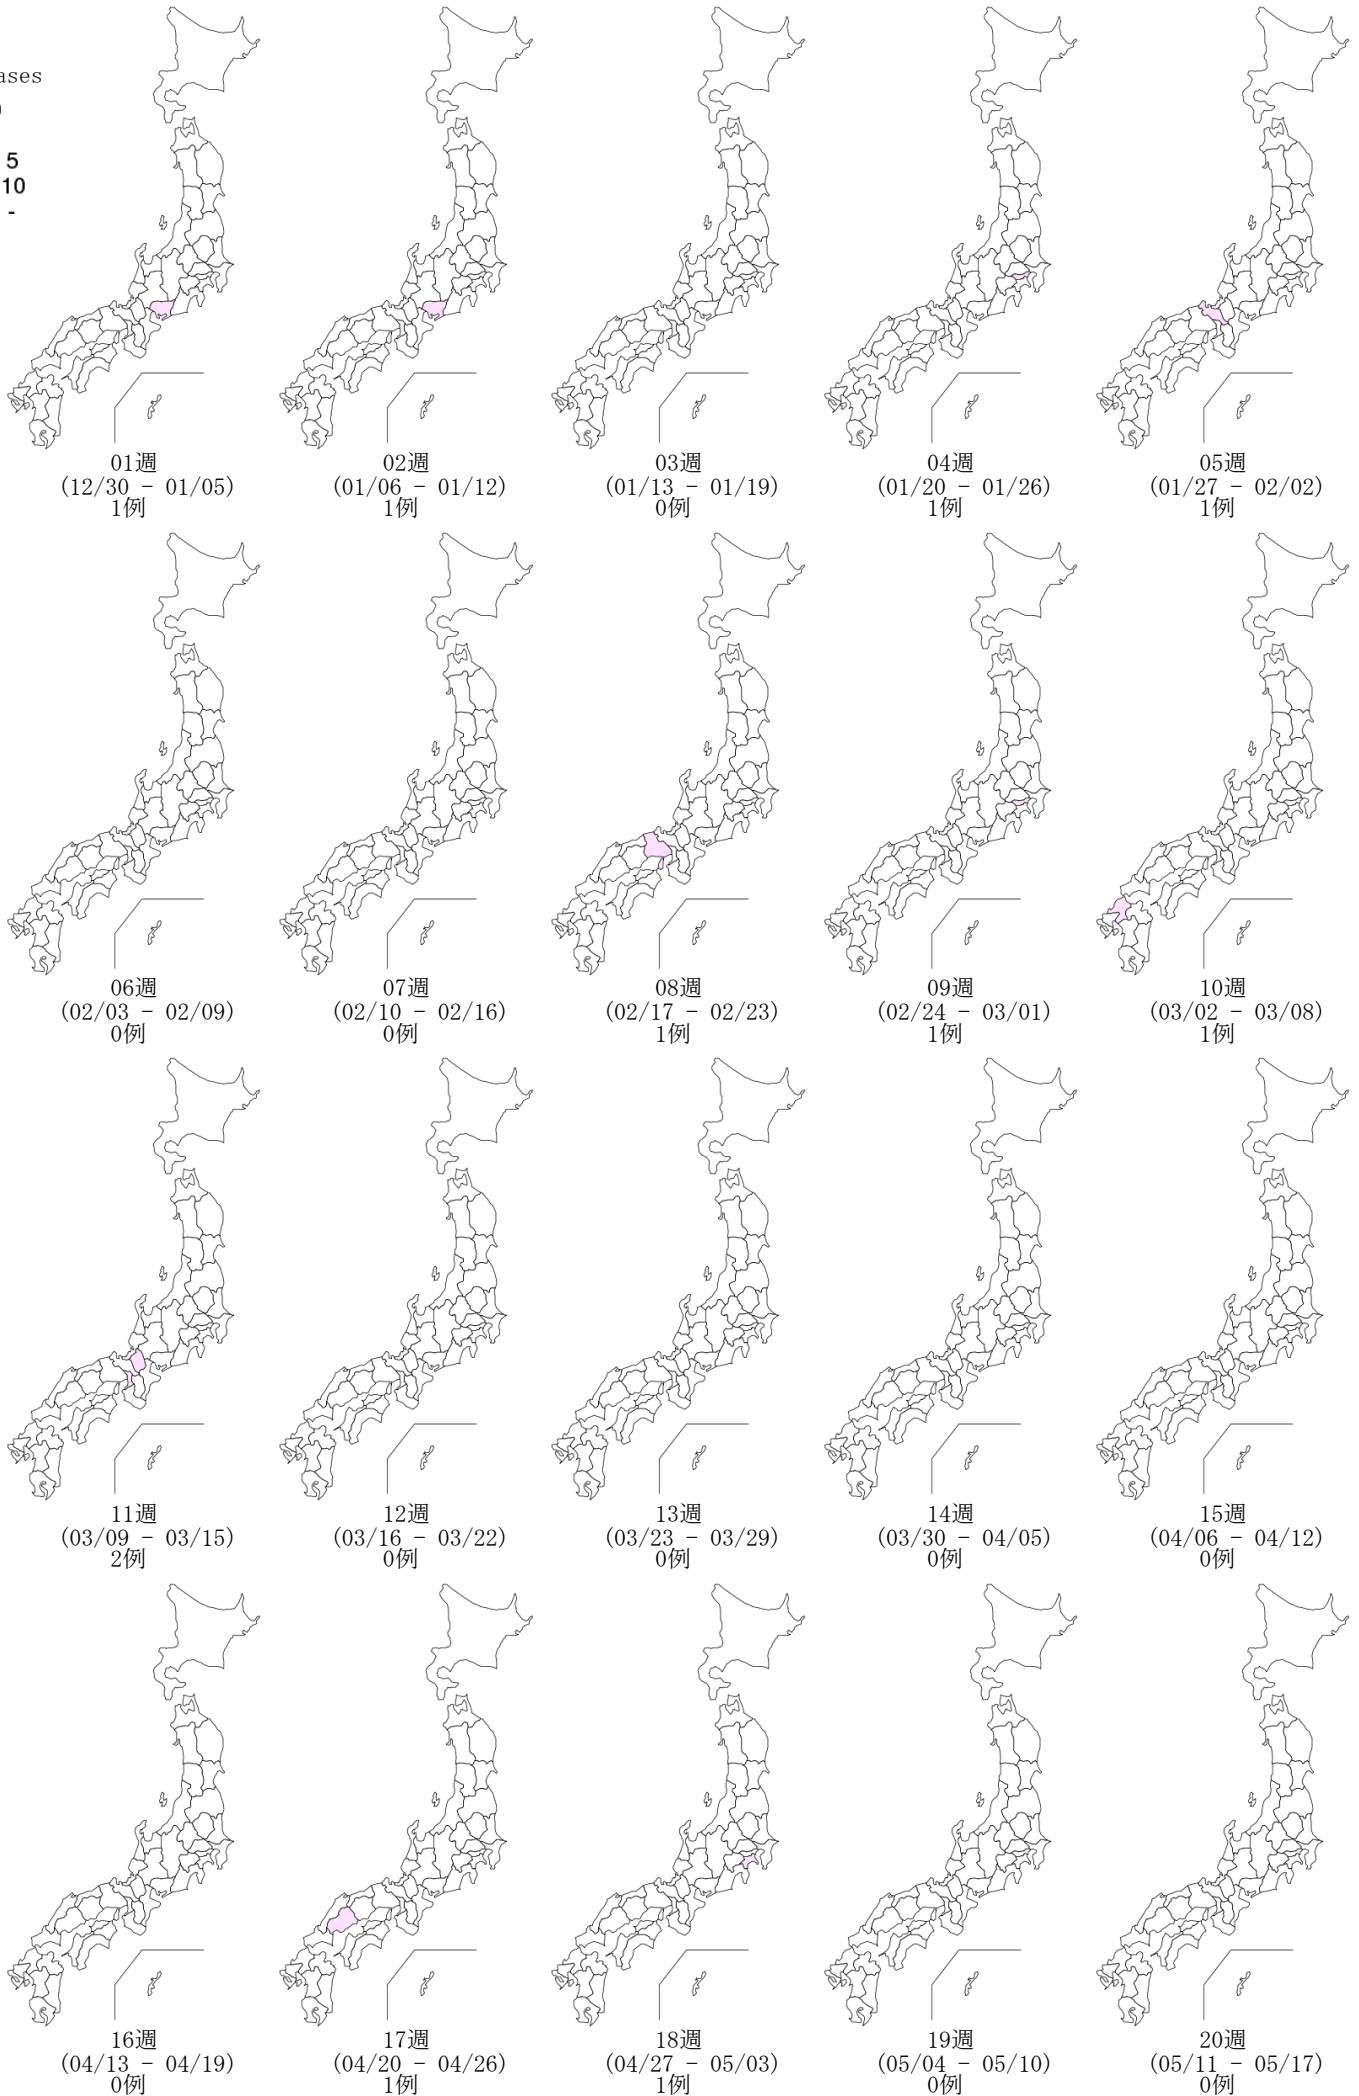 ases
5
10
-
01週
(12/30 - 01/05)
1例
02週
(01/06 - 01/12)
1例
03週
(01/13 - 01/19)
0例
04週
(01/20 - 01/26)
1例
05週
(01/27 - 02/02)
1例
06週
(02/03 - 02/09)
0例
07週
(02/10 - 02/16)
0例
08週
(02/17 - 02/23)
1例
09週
(02/24 - 03/01)
1例
10週
(03/02 - 03/08)
1例
11週
(03/09 - 03/15)
2例
12週
(03/16 - 03/22)
0例
13週
(03/23 - 03/29)
0例
14週
(03/30 - 04/05)
0例
15週
(04/06 - 04/12)
0例
16週
(04/13 - 04/19)
0例
17週
(04/20 - 04/26)
1例
18週
(04/27 - 05/03)
1例
19週
(05/04 - 05/10)
0例
20週
(05/11 - 05/17)
0例